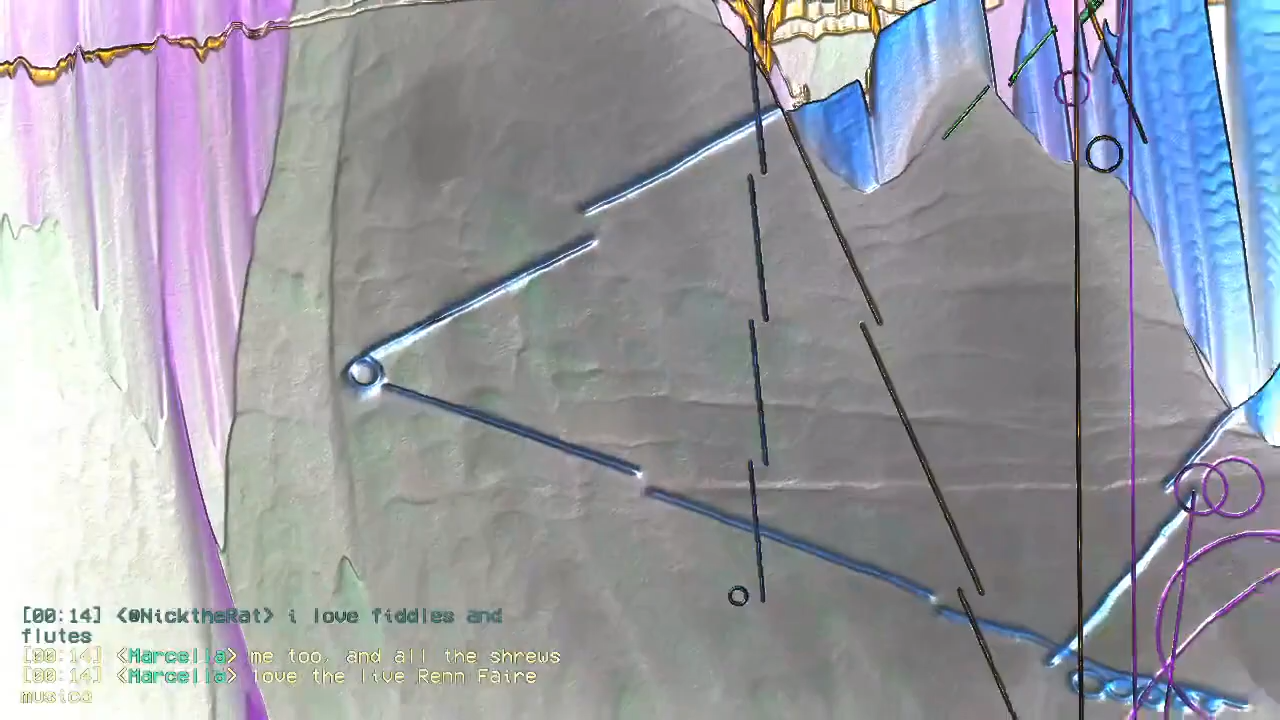 [00:14] <@NicktheRat> i love fiddles and
flutes
[00:14] <Marcella> me too, and all the shrews
[00:14] <Marcella> love the live Renn Faire
musica